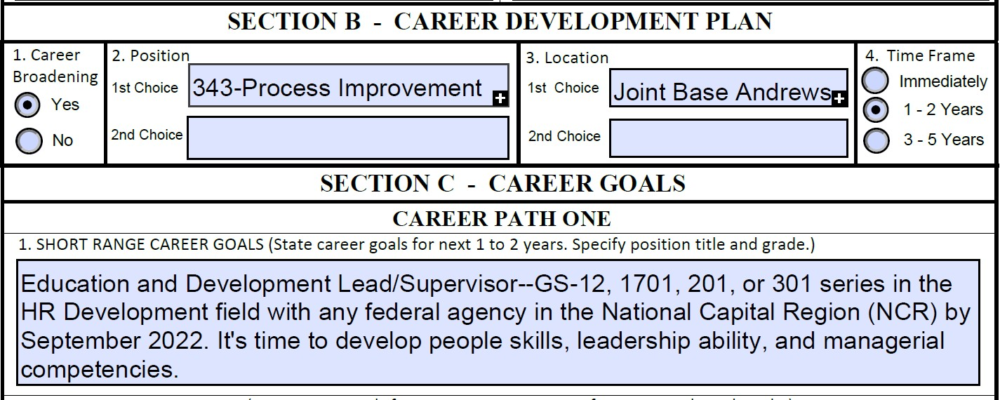 SECTION B - CAREER DEVELOPMENT PLAN
1. Career Broadening
Yes
No
2. Position
1st Choice 343-Process Improvement
2nd Choice
3. Location
1st Choice Joint Base Andrews
2nd Choice
4. Time Frame
Immediately
1 - 2 Years
3 - 5 Years
SECTION C - CAREER GOALS
CAREER PATH ONE
1. SHORT RANGE CAREER GOALS (State career goals for next 1 to 2 years. Specify position title and grade.)
Education and Development Lead/Supervisor--GS-12, 1701, 201, or 301 series in the
HR Development field with any federal agency in the National Capital Region (NCR) by
September 2022. It's time to develop people skills, leadership ability, and managerial
competencies.